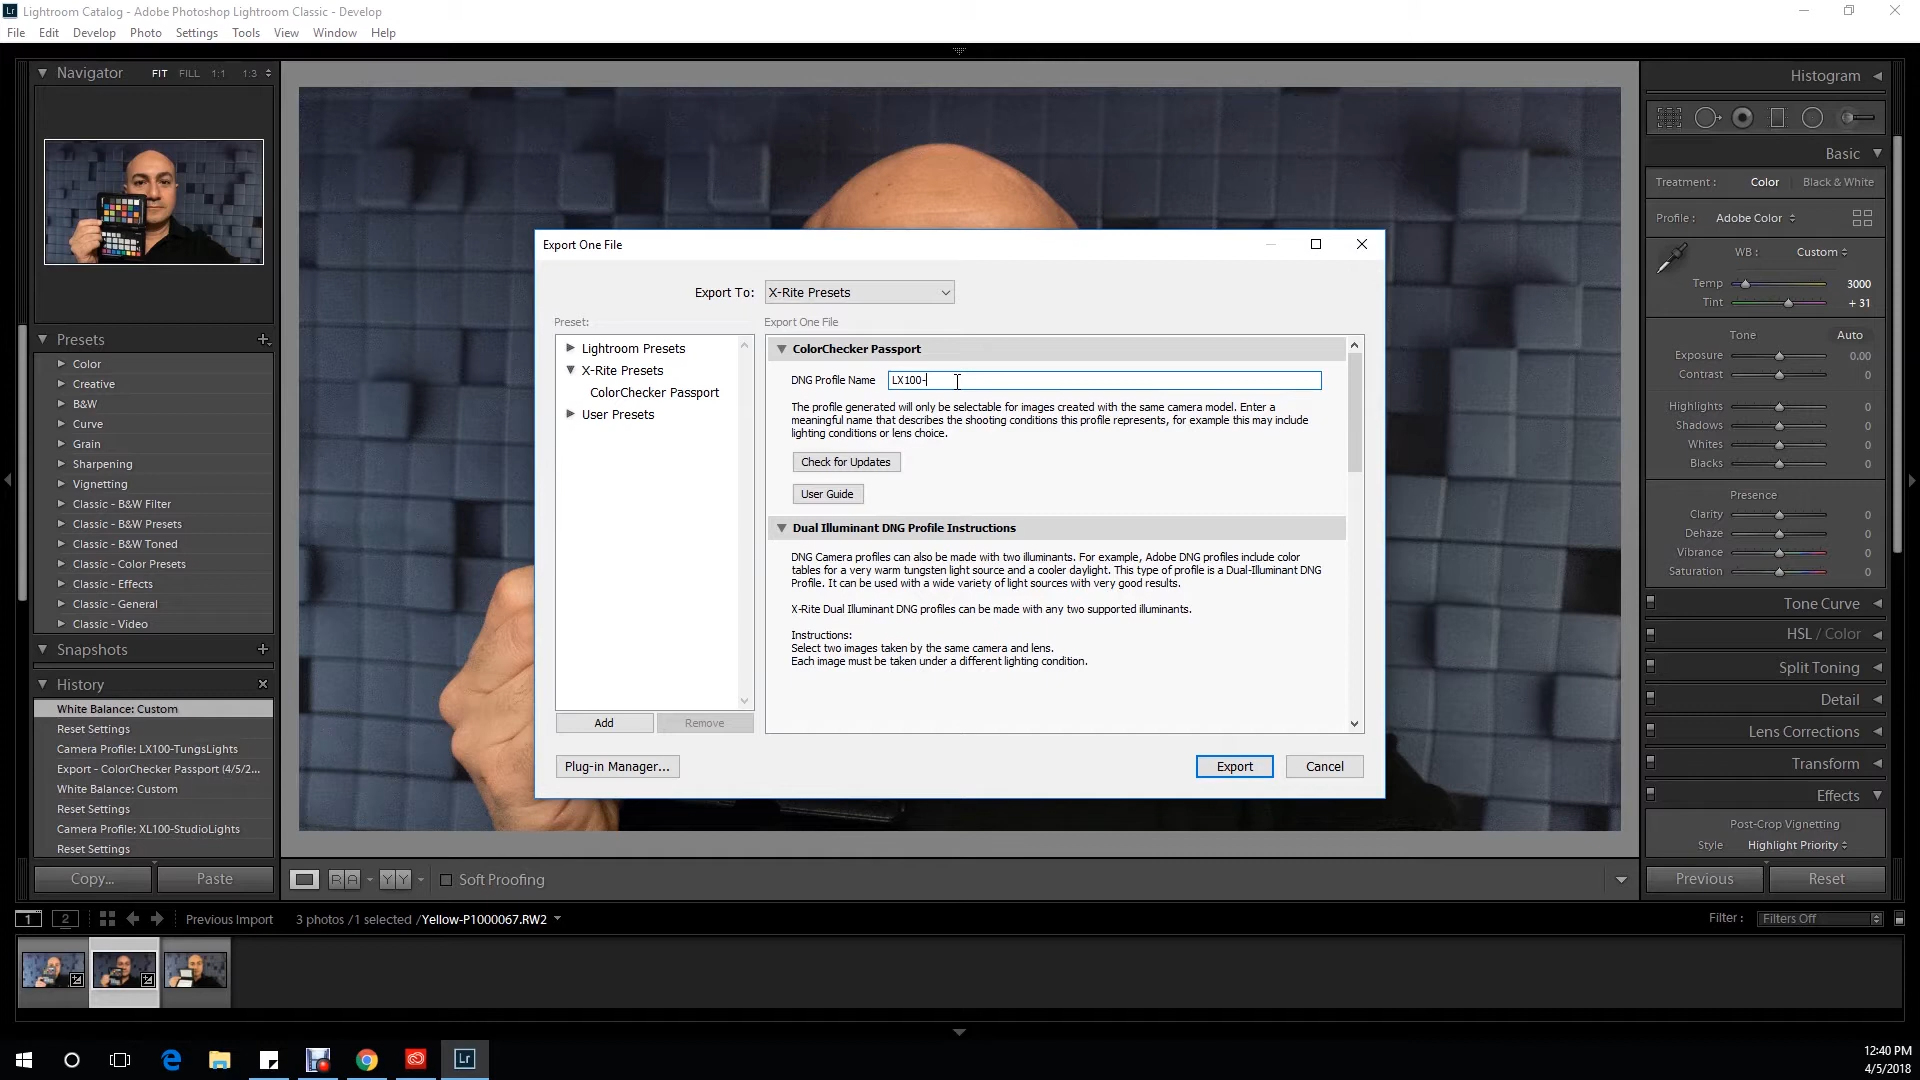 Lr Lightroom Catalog - Adobe Photoshop Lightroom Classic - Develop
File Edit Develop Photo Settings Tools View Window Help
Navigator FIT FILL 1:1 1:3
Presets +
Color
Creative
B&W
Curve
Grain
Sharpening
Vignetting
Classic - B&W Filter
Classic - B&W Presets
Classic - B&W Toned
Classic - Color Presets
Classic - Effects
Classic - General
Classic - Video
Snapshots +
History
White Balance: Custom
Reset Settings
Camera Profile: LX100-TungsLights
Export - ColorChecker Passport (4/5/2...
White Balance: Custom
Reset Settings
Camera Profile: XL100-StudioLights
Reset Settings
Copy... Paste
Export One File
Export To: X-Rite Presets
Preset:
Lightroom Presets
X-Rite Presets
ColorChecker Passport
User Presets
Add Remove
Export One File
ColorChecker Passport
DNG Profile Name LX100-
The profile generated will only be selectable for images created with the same camera model. Enter a
meaningful name that describes the shooting conditions this profile represents, for example this may include
lighting conditions or lens choice.
Check for Updates
User Guide
Dual Illuminant DNG Profile Instructions
DNG Camera profiles can also be made with two illuminants. For example, Adobe DNG profiles include color
tables for a very warm tungsten light source and a cooler daylight. This type of profile is a Dual-Illuminant DNG
Profile. It can be used with a wide variety of light sources with very good results.
X-Rite Dual Illuminant DNG profiles can be made with any two supported illuminants.
Instructions:
Select two images taken by the same camera and lens.
Each image must be taken under a different lighting condition.
Plug-in Manager... Export Cancel
Histogram
Basic
Treatment : Color Black & White
Profile : Adobe Color
WB : Custom
Temp 3000
Tint + 31
Tone Auto
Exposure 0.00
Contrast 0
Highlights 0
Shadows 0
Whites 0
Blacks 0
Presence
Clarity 0
Dehaze 0
Vibrance 0
Saturation 0
Tone Curve
HSL / Color
Split Toning
Detail
Lens Corrections
Transform
Effects
Post-Crop Vignetting
Style Highlight Priority
Previous Reset
RA YY Soft Proofing
1 2 Previous Import 3 photos /1 selected /Yellow-P1000067.RW2 Filter : Filters Off
Lr
12:40 PM
4/5/2018